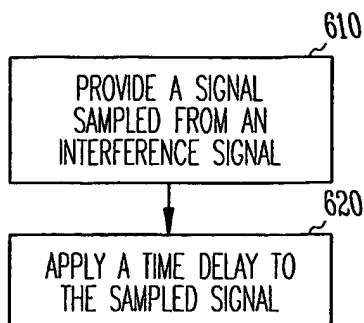 610
PROVIDE A SIGNAL
SAMPLED FROM AN
INTERFERENCE SIGNAL
620
APPLY A TIME DELAY TO
THE SAMPLED SIGNAL